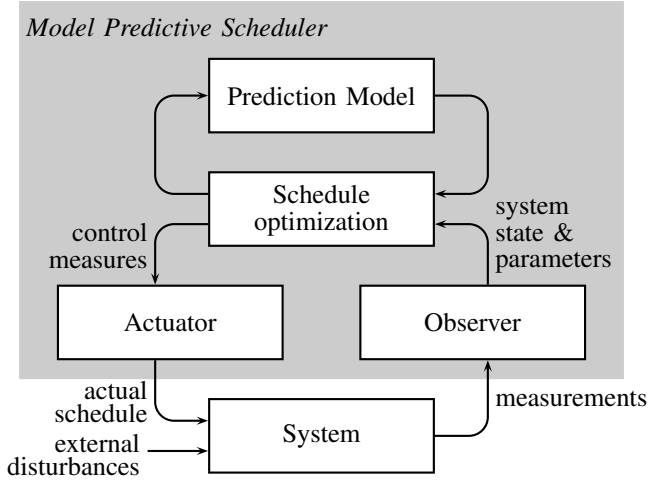 Model Predictive Scheduler
Prediction Model
Schedule
optimization
control
measures
system
state &
parameters
Actuator
Observer
actual
schedule
measurements
System
external
disturbances